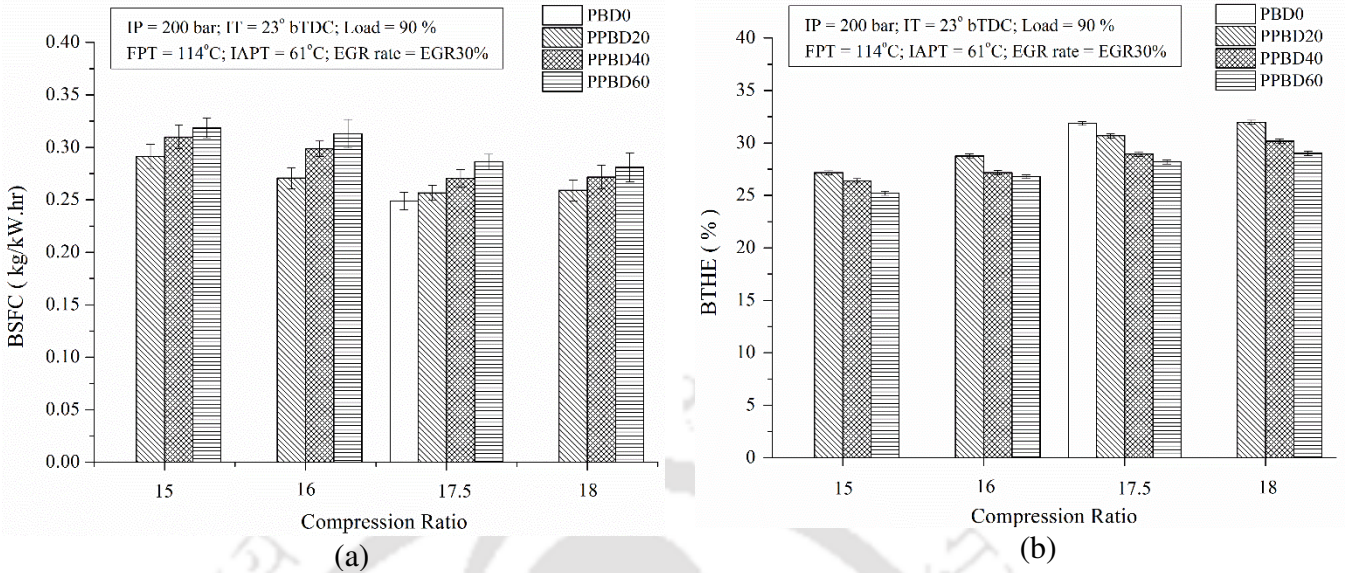 IP = 200 bar; IT = 23° bTDC; Load = 90 %
FPT = 114°C; IAPT = 61°C; EGR rate = EGR30%
PBD0
PPBD20
PPBD40
PPBD60
0.40
0.35
0.30
0.25
0.20
0.15
0.10
0.05
0.00
BSFC ( kg/kW.hr)
15
16
17.5
18
Compression Ratio
(a)
IP = 200 bar; IT = 23° bTDC; Load = 90 %
FPT = 114°C; IAPT = 61°C; EGR rate = EGR30%
PBD0
PPBD20
PPBD40
PPBD60
40
35
30
25
20
15
10
5
0
BTHE ( % )
15
16
17.5
18
Compression Ratio
(b)